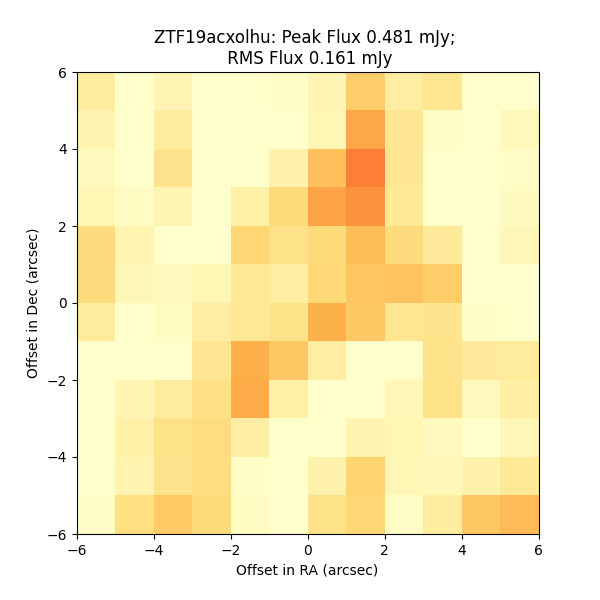 ZTF19acxolhu: Peak Flux 0.481 mJy;
RMS Flux 0.161 mJy
6
4
2
0
−2
−4
−6
Offset in Dec (arcsec)
−6 −4 −2 0 2 4 6
Offset in RA (arcsec)